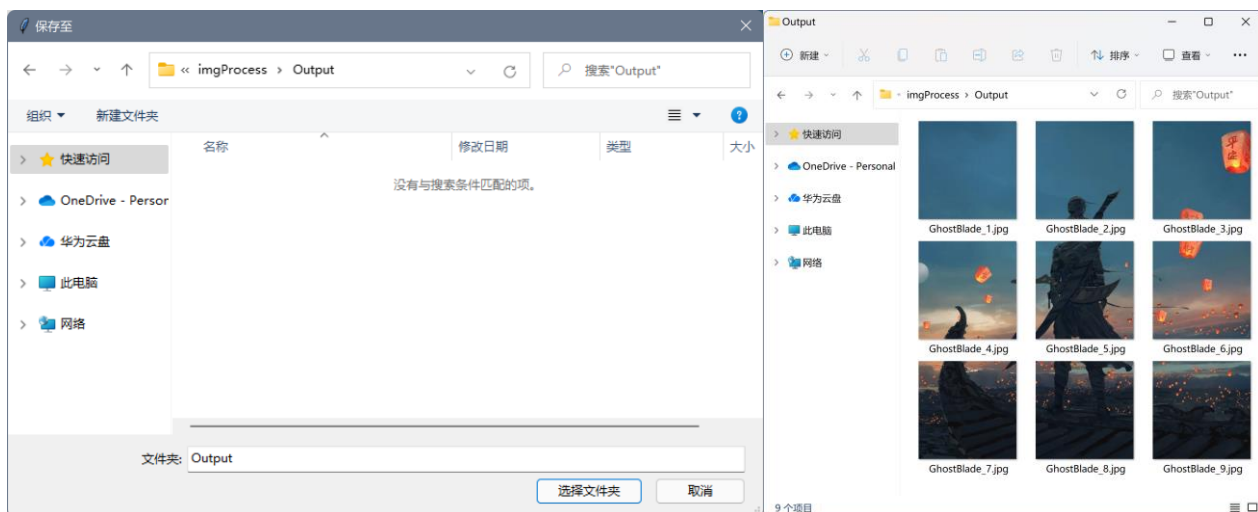 保存至
« imgProcess > Output
搜索"Output"
组织
新建文件夹
名称
修改日期
类型
大小
没有与搜索条件匹配的项。
快速访问
OneDrive - Persor
华为云盘
此电脑
网络
文件夹: Output
选择文件夹
取消
Output
新建
排序
查看
imgProcess > Output
搜索"Output"
快速访问
OneDrive - Personal
华为云盘
此电脑
网络
平安
GhostBlade_1.jpg
GhostBlade_2.jpg
GhostBlade_3.jpg
GhostBlade_4.jpg
GhostBlade_5.jpg
GhostBlade_6.jpg
GhostBlade_7.jpg
GhostBlade_8.jpg
GhostBlade_9.jpg
9 个项目